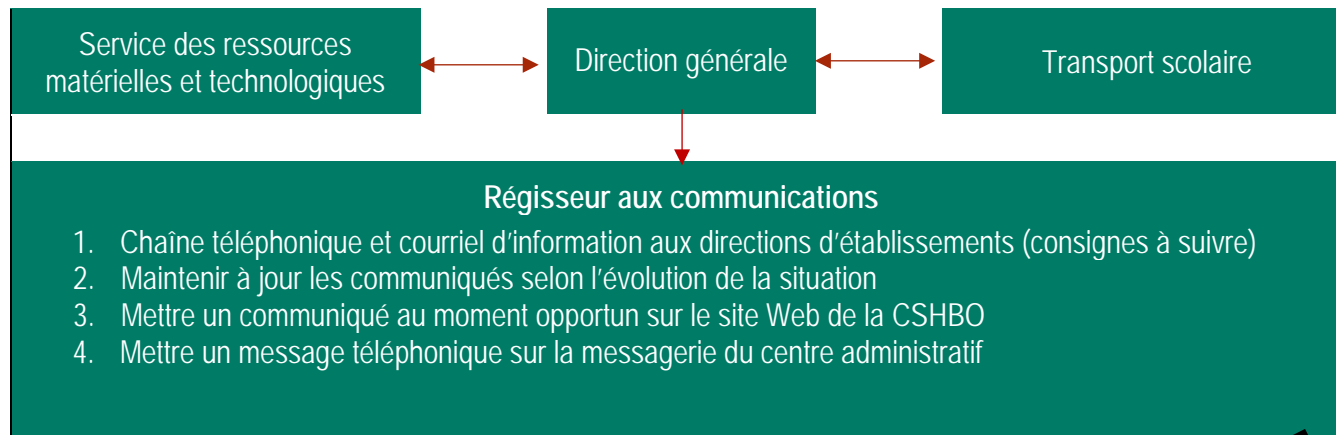 Service des ressources
matérielles et technologiques
Direction générale
Transport scolaire
Régisseur aux communications
1. Chaîne téléphonique et courriel d'information aux directions d'établissements (consignes à suivre)
2. Maintenir à jour les communiqués selon l'évolution de la situation
3. Mettre un communiqué au moment opportun sur le site Web de la CSHBO
4. Mettre un message téléphonique sur la messagerie du centre administratif